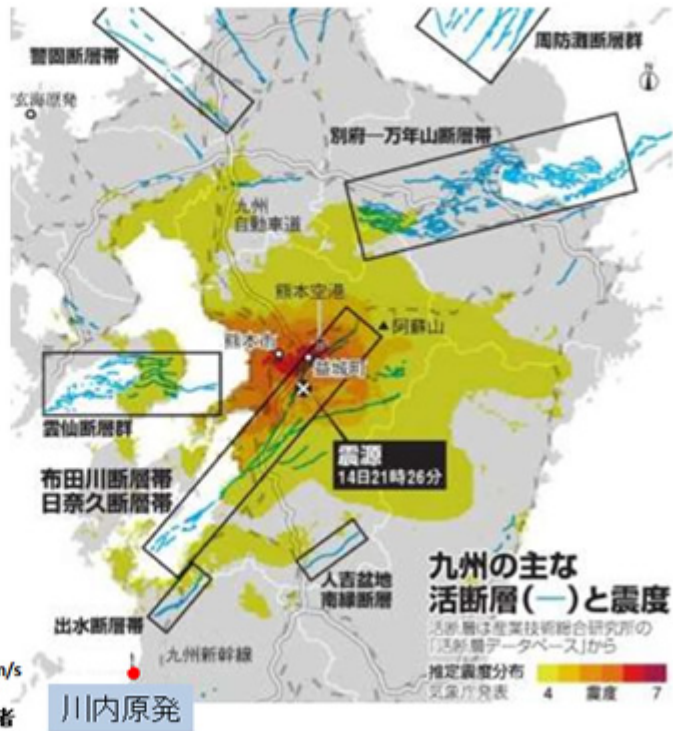 警固断層帯
周防灘断層群
N
玄海原発
別府―万年山断層帯
九州
自動車道
熊本空港
▲阿蘇山
熊本市
益城町
雲仙断層群
震源
14日21時26分
布田川断層帯
日奈久断層帯
人吉盆地
南縁断層
出水断層帯
九州新幹線
九州の主な
活断層(―)と震度
活断層は産業技術総合研究所の
「活断層データベース」から
推定震度分布
気象庁発表
4 震度 7
m/s
者
川内原発